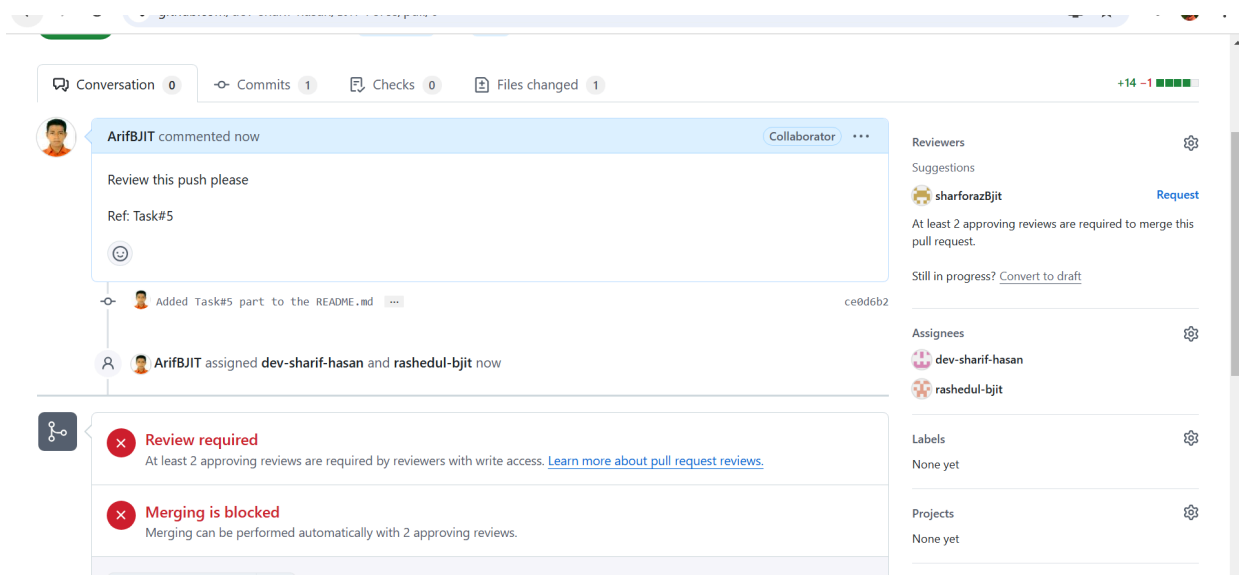 Conversation 0
Commits 1
Checks 0
Files changed 1
+14 −1
ArifBJIT commented now
Collaborator
Review this push please
Ref: Task#5
Added Task#5 part to the README.md ...
ce0d6b2
ArifBJIT assigned dev-sharif-hasan and rashedul-bjit now
Review required
At least 2 approving reviews are required by reviewers with write access. Learn more about pull request reviews.
Merging is blocked
Merging can be performed automatically with 2 approving reviews.
Reviewers
Suggestions
sharforazBjit
Request
At least 2 approving reviews are required to merge this
pull request.
Still in progress? Convert to draft
Assignees
dev-sharif-hasan
rashedul-bjit
Labels
None yet
Projects
None yet